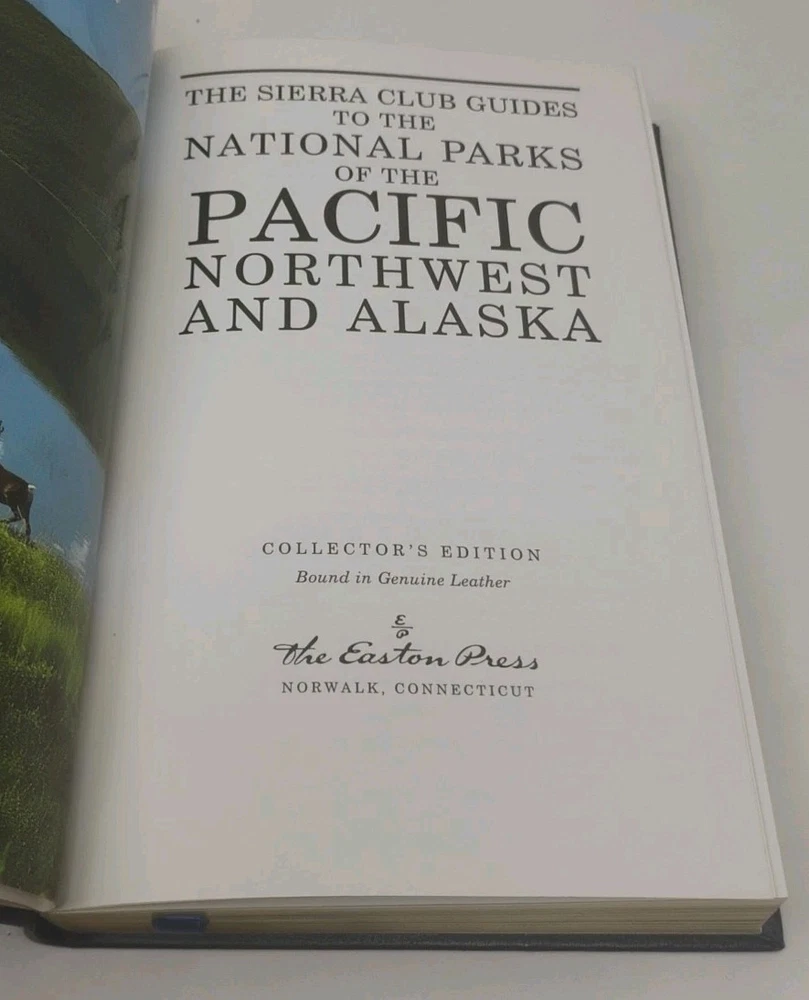 THE SIERRA CLUB GUIDES
TO THE
NATIONAL PARKS
OF THE
PACIFIC
NORTHWEST
AND ALASKA
COLLECTOR'S EDITION
Bound in Genuine Leather
E
P
The Easton Press
NORWALK, CONNECTICUT